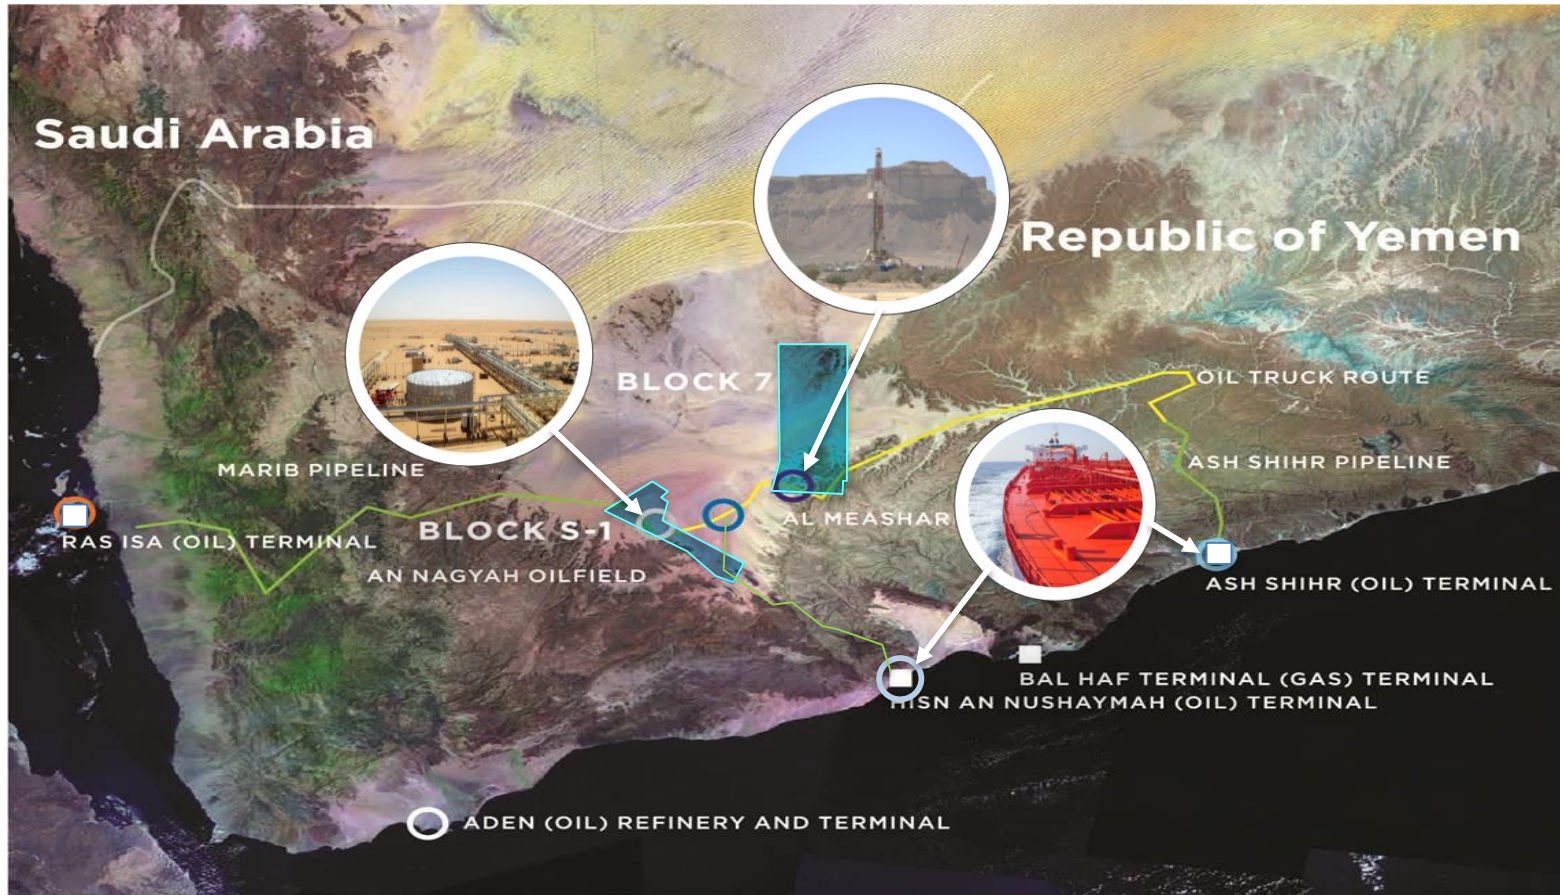 Saudi Arabia
Republic of Yemen
BLOCK 7
OIL TRUCK ROUTE
MARIB PIPELINE
ASH SHIHR PIPELINE
AL MEASHAR
BLOCK S-1
RAS ISA (OIL) TERMINAL
AN NAGYAH OILFIELD
ASH SHIHR (OIL) TERMINAL
BAL HAF TERMINAL (GAS) TERMINAL
HISN AN NUSHAYMAH (OIL) TERMINAL
ADEN (OIL) REFINERY AND TERMINAL